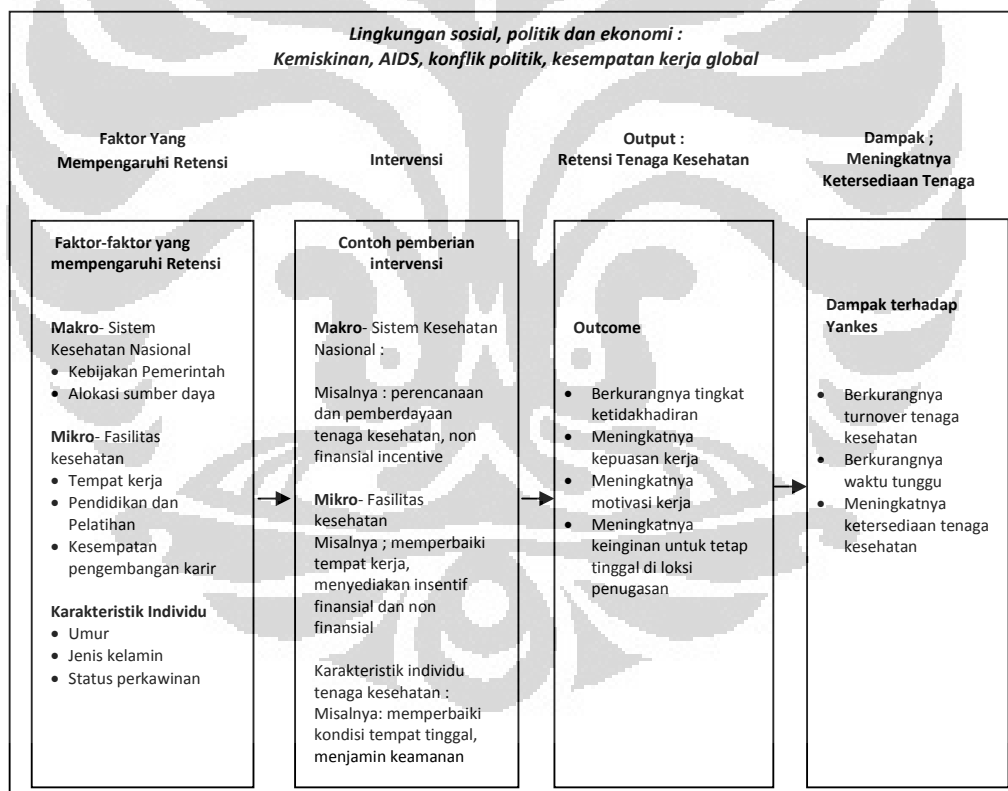 Lingkungan sosial, politik dan ekonomi :
Kemiskinan, AIDS, konflik politik, kesempatan kerja global
Faktor Yang
Mempengaruhi Retensi
Intervensi
Output :
Retensi Tenaga Kesehatan
Dampak ;
Meningkatnya
Ketersediaan Tenaga
Faktor-faktor yang
mempengaruhi Retensi
Makro- Sistem
Kesehatan Nasional
• Kebijakan Pemerintah
• Alokasi sumber daya
Mikro- Fasilitas
kesehatan
• Tempat kerja
• Pendidikan dan
Pelatihan
• Kesempatan
pengembangan karir
Karakteristik Individu
• Umur
• Jenis kelamin
• Status perkawinan
Contoh pemberian
intervensi
Makro- Sistem Kesehatan
Nasional :
Misalnya : perencanaan
dan pemberdayaan
tenaga kesehatan, non
finansial incentive
Mikro- Fasilitas
kesehatan
Misalnya ; memperbaiki
tempat kerja,
menyediakan insentif
finansial dan non
finansial
Karakteristik individu
tenaga kesehatan :
Misalnya: memperbaiki
kondisi tempat tinggal,
menjamin keamanan
Outcome
• Berkurangnya tingkat
ketidakhadiran
• Meningkatnya
kepuasan kerja
• Meningkatnya
motivasi kerja
• Meningkatnya
keinginan untuk tetap
tinggal di loksi
penugasan
Dampak terhadap
Yankes
• Berkurangnya
turnover tenaga
kesehatan
• Berkurangnya
waktu tunggu
• Meningkatnya
ketersediaan tenaga
kesehatan